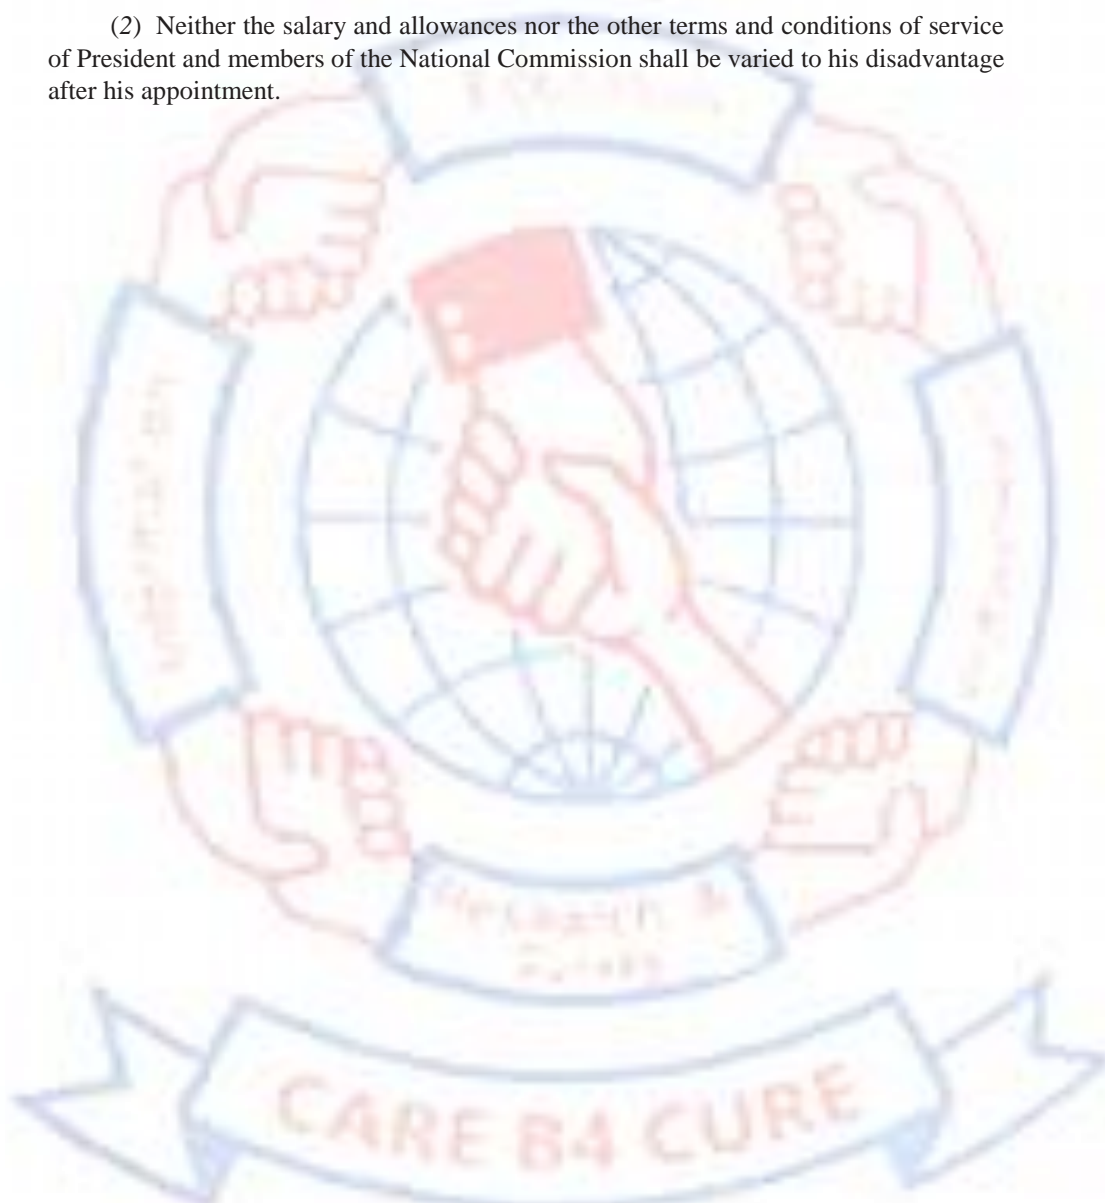 (2) Neither the salary and allowances nor the other terms and conditions of service
of President and members of the National Commission shall be varied to his disadvantage
after his appointment.
Research &
CARE B4 CURE